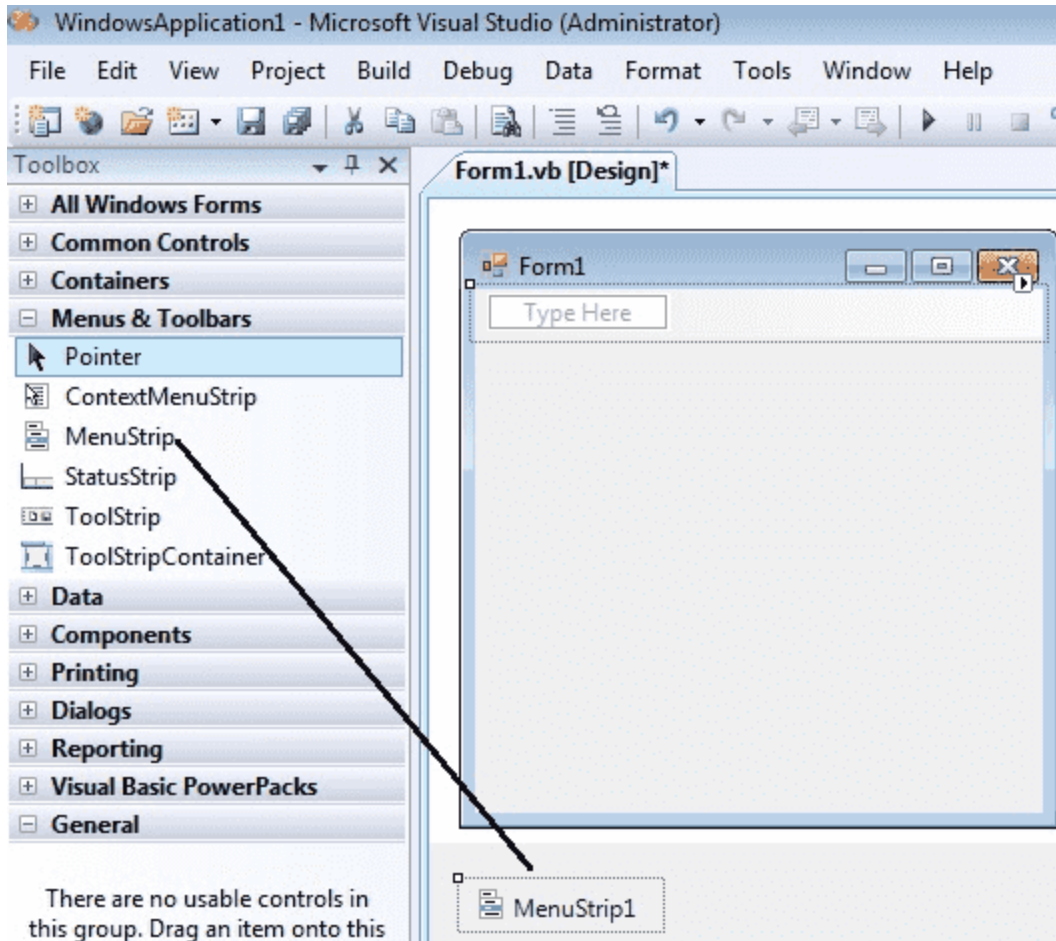 WindowsApplication1 - Microsoft Visual Studio (Administrator)
File Edit View Project Build Debug Data Format Tools Window Help
Toolbox
Form1.vb [Design]*
All Windows Forms
Common Controls
Containers
Menus & Toolbars
Pointer
ContextMenuStrip
MenuStrip
StatusStrip
ToolStrip
ToolStripContainer
Data
Components
Printing
Dialogs
Reporting
Visual Basic PowerPacks
General
There are no usable controls in
this group. Drag an item onto this
Form1
Type Here
MenuStrip1